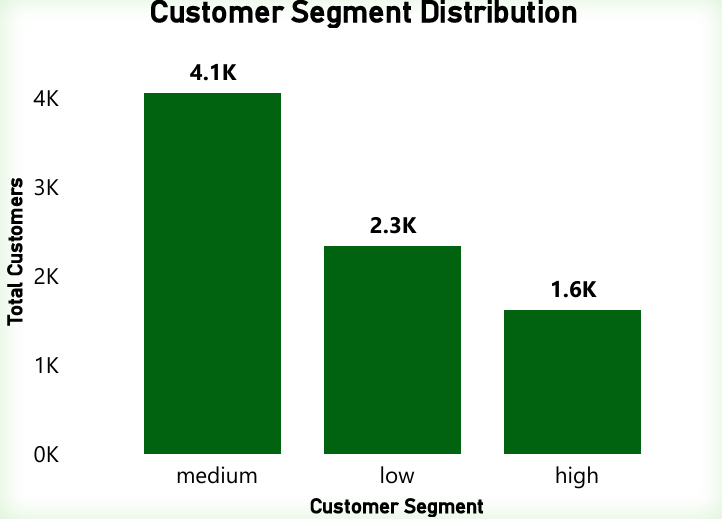 Customer Segment Distribution
4.1K
4K
3K
2.3K
2K
1.6K
1K
0K
Total Customers
medium
low
high
Customer Segment